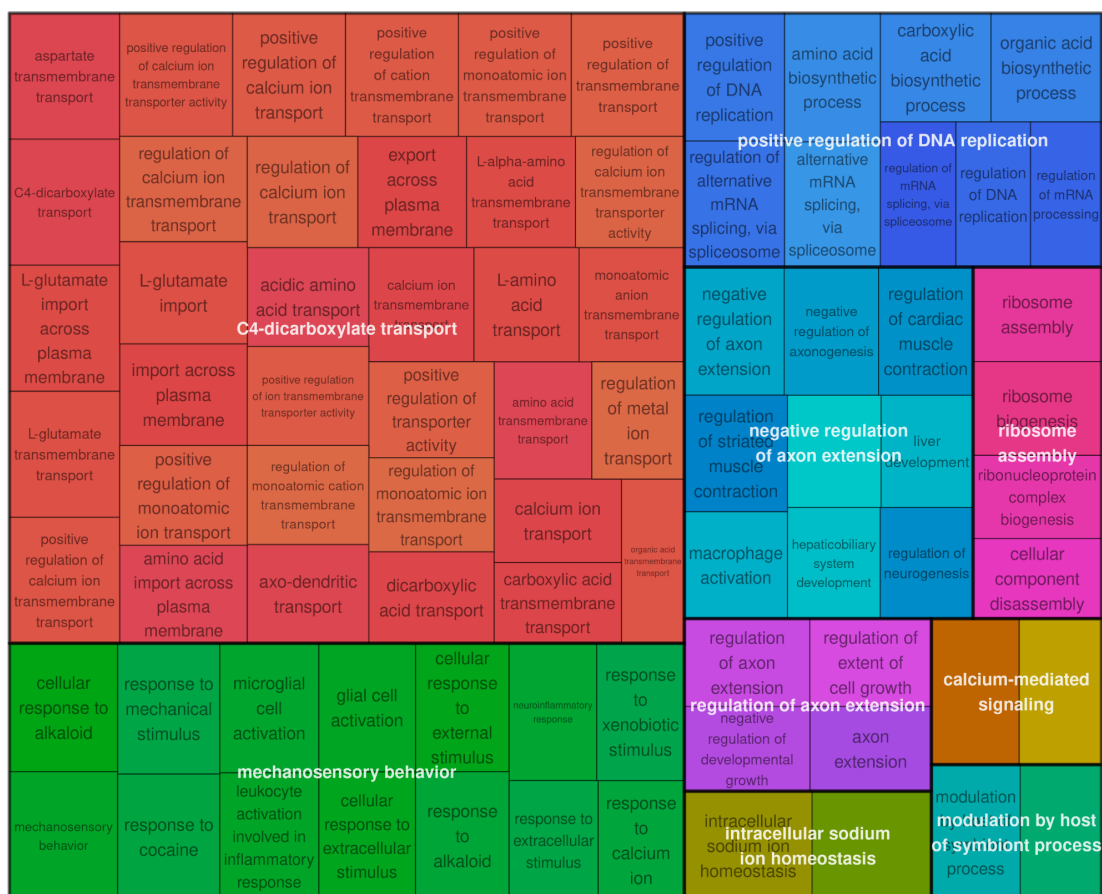 aspartate
transmembrane
transport
positive regulation
of calcium ion
transmembrane
transporter activity
positive
regulation of
calcium ion
transport
positive
regulation
of cation
transmembrane
transport
positive
regulation of
monoatomic ion
transmembrane
transport
positive
regulation of
transmembrane
transport
C4-dicarboxylate
transport
regulation of
calcium ion
transmembrane
transport
regulation of
calcium ion
transport
export
across
plasma
membrane
L-alpha-amino
acid
transmembrane
transport
regulation of
calcium ion
transmembrane
transporter
activity
L-glutamate
import
across
plasma
membrane
L-glutamate
import
acidic amino
acid transport
calcium ion
transmembrane
transport
L-amino
acid
transport
monoatomic
anion
transmembrane
transport
C4-dicarboxylate transport
import across
plasma
membrane
positive regulation
of ion transmembrane
transporter activity
positive
regulation of
transporter
activity
amino acid
transmembrane
transport
regulation
of metal
ion
transport
L-glutamate
transmembrane
transport
positive
regulation of
monoatomic
ion transport
regulation of
monoatomic cation
transmembrane
transport
regulation of
monoatomic ion
transmembrane
transport
calcium ion
transport
organic acid
transmembrane
transport
positive
regulation of
calcium ion
transmembrane
transport
amino acid
import across
plasma
membrane
axo-dendritic
transport
dicarboxylic
acid transport
carboxylic acid
transmembrane
transport
positive
regulation
of DNA
replication
amino acid
biosynthetic
process
carboxylic
acid
biosynthetic
process
organic acid
biosynthetic
process
positive regulation of DNA replication
regulation of
alternative
mRNA
splicing, via
spliceosome
alternative
mRNA
splicing,
via
spliceosome
regulation of
mRNA
splicing, via
spliceosome
regulation
of DNA
replication
regulation
of mRNA
processing
negative
regulation
of axon
extension
negative
regulation of
axonogenesis
regulation
of cardiac
muscle
contraction
regulation
of striated
muscle
contraction
negative regulation
of axon extension
liver
development
macrophage
activation
hepaticobiliary
system
development
regulation of
neurogenesis
ribosome
assembly
ribosome
biogenesis
ribosome
assembly
ribonucleoprotein
complex
biogenesis
cellular
component
disassembly
cellular
response to
alkaloid
response to
mechanical
stimulus
microglial
cell
activation
glial cell
activation
cellular
response
to
external
stimulus
neuroinflammatory
response
response
to
xenobiotic
stimulus
mechanosensory behavior
mechanosensory
behavior
response to
cocaine
leukocyte
activation
involved in
inflammatory
response
cellular
response to
extracellular
stimulus
response
to
alkaloid
response to
extracellular
stimulus
response
to
calcium
ion
regulation
of axon
extension
regulation of
extent of
cell growth
regulation of axon extension
negative
regulation of
developmental
growth
axon
extension
calcium-mediated
signaling
intracellular
sodium ion
homeostasis
intracellular sodium
ion homeostasis
modulation
process
modulation by host
of symbiont process